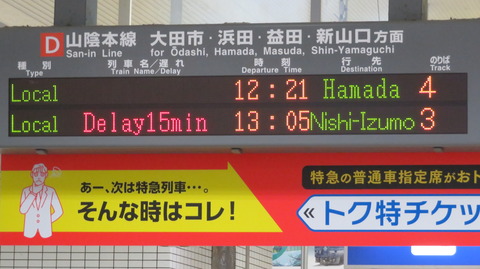 D 山陰本線 大田市・浜田・益田・新山口方面
San-in Line for Ōdashi, Hamada, Masuda, Shin-Yamaguchi
種別 列車名/遅れ 時刻 行先 のりば
Type Train Name/Delay Departure Time Destination Track
Local 12:21 Hamada 4
Local Delay15min 13:05 Nishi-Izumo 3
あー、次は特急列車…。
そんな時はコレ!
特急の普通車指定席がおト
トク特チケッ